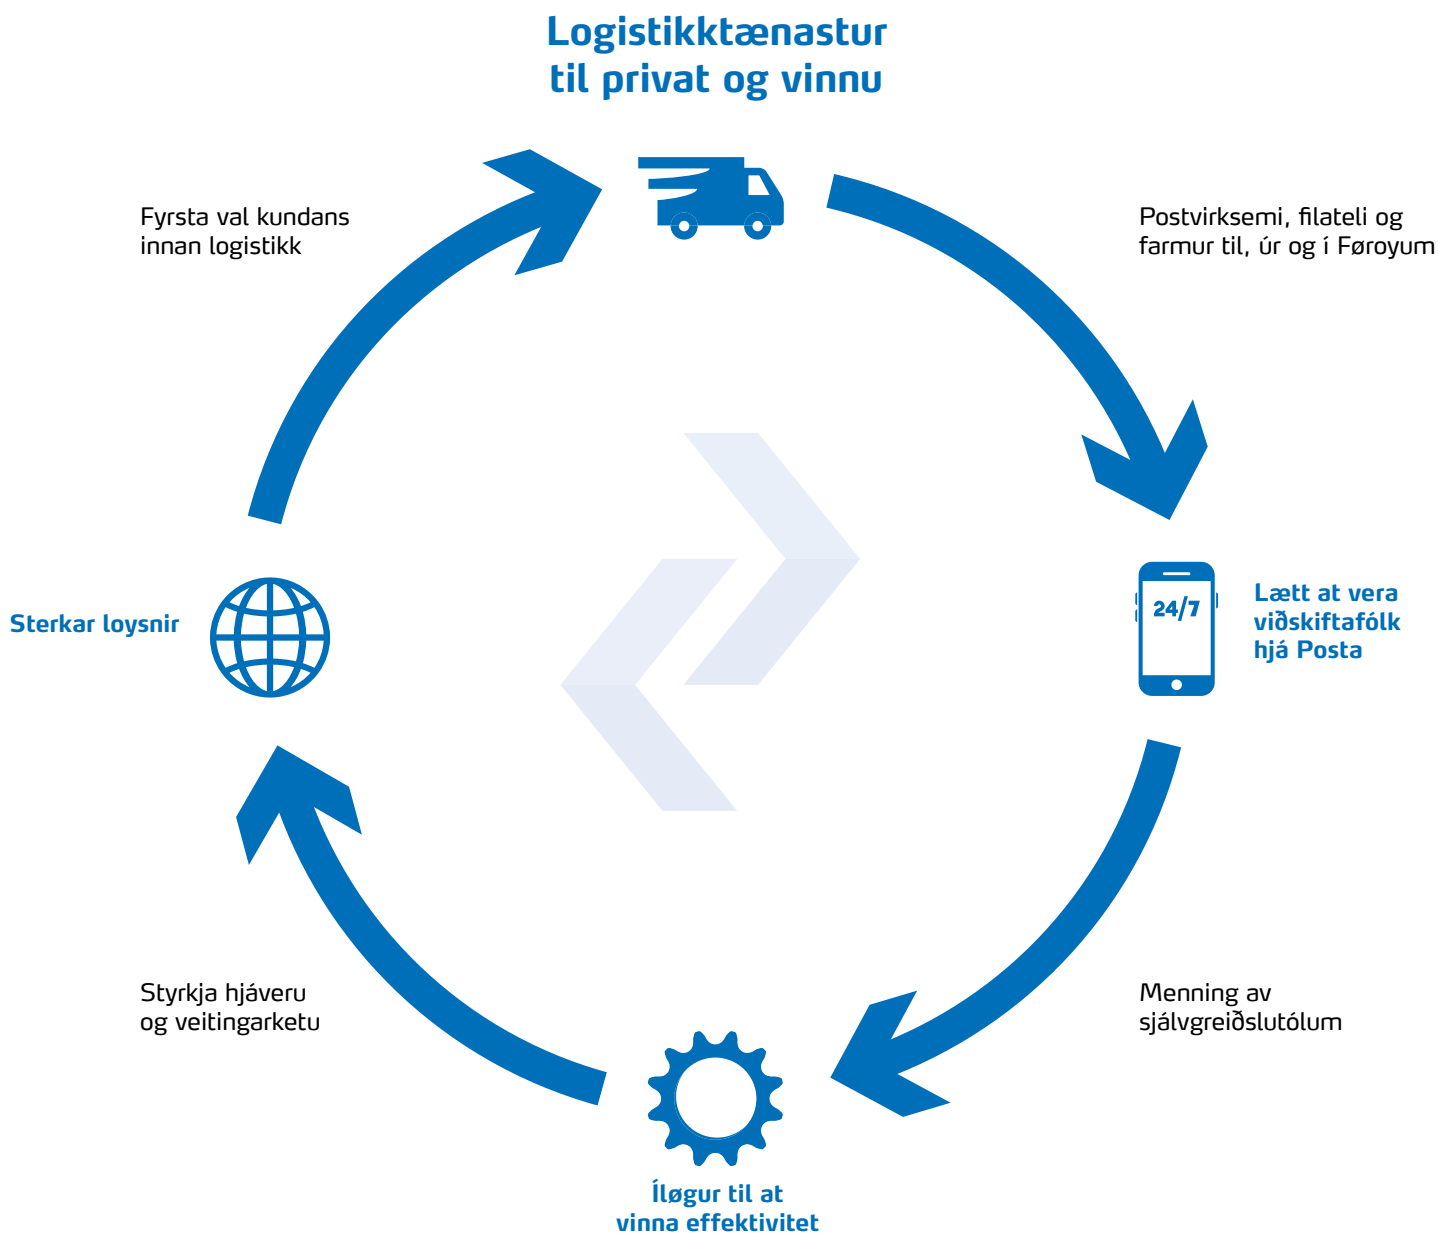 Logistikktænastur
til privat og vinnu
Fyrsta val kundans
innan logistikk
Postvirksemi, filateli og
farmur til, úr og í Føroyum
Sterkar loysnir
24/7
Lætt at vera
viðskiftafólk
hjá Posta
Styrkja hjáveru
og veitingarketu
Menning av
sjálvgreiðslutólum
Íløgur til at
vinna effektivitet